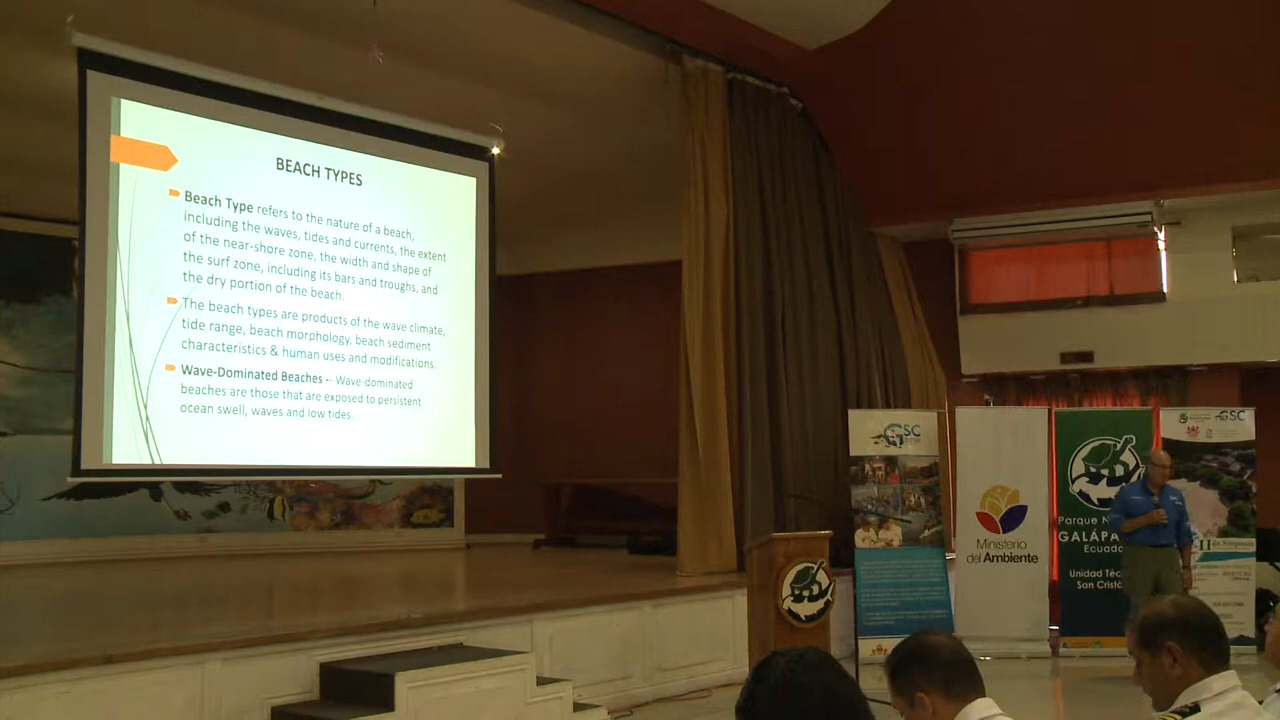 BEACH TYPES
Beach Type refers to the nature of a beach,
including the waves, tides and currents, the extent
of the near-shore zone, the width and shape of
the surf zone, including its bars and troughs, and
the dry portion of the beach.
The beach types are products of the wave climate,
tide range, beach morphology, beach sediment
characteristics & human uses and modifications.
Wave-Dominated Beaches -- Wave-dominated
beaches are those that are exposed to persistent
ocean swell, waves and low tides.
GSC
Ministerio
del Ambiente
Parque N
GALÁPA
Ecuado
Unidad Téc
San Cristó
GSC
II